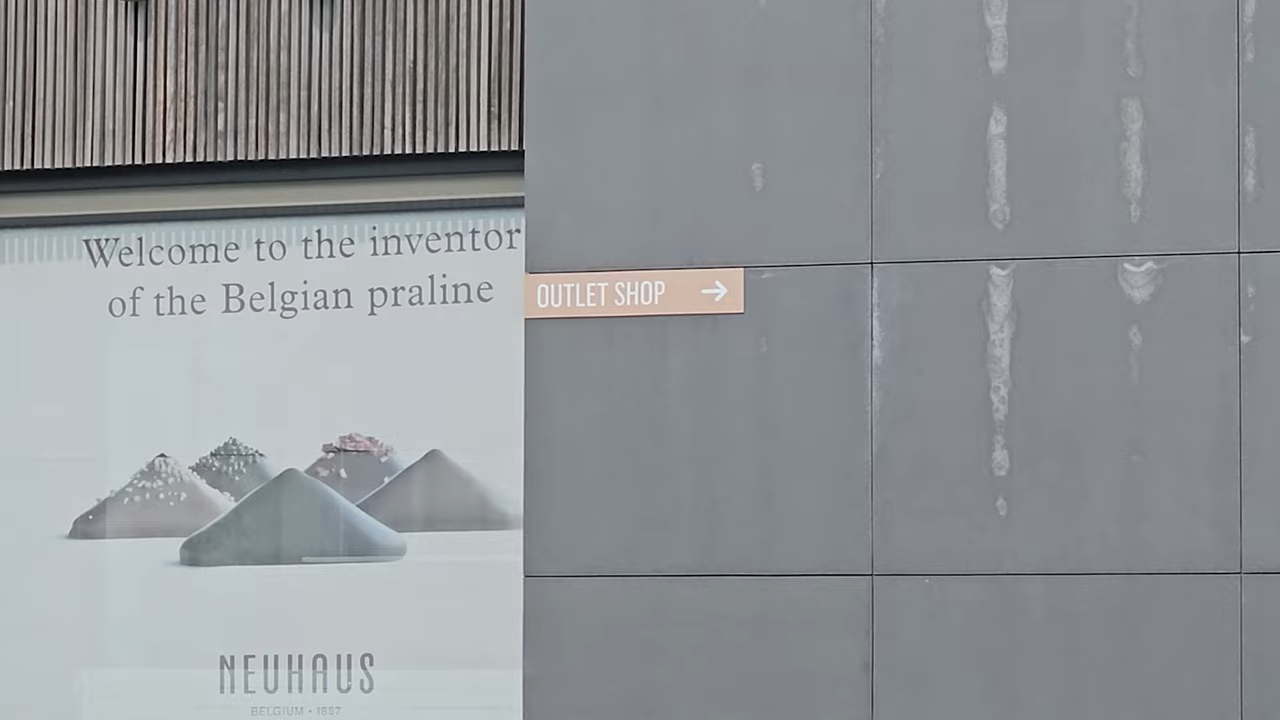 Welcome to the inventor
of the Belgian praline
OUTLET SHOP →
NEUHAUS
BELGIUM • 1857